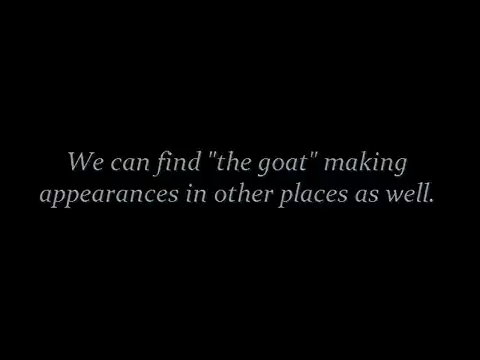 We can find "the goat" making
appearances in other places as well.